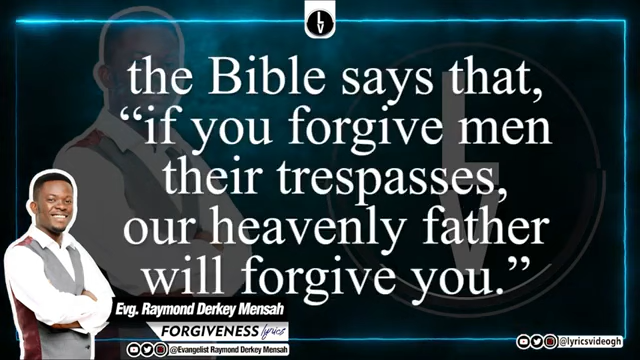 the Bible says that,
“if you forgive men
their trespasses,
our heavenly father
will forgive you.”
Evg. Raymond Derkey Mensah
FORGIVENESS lyrics
@Evangelist Raymond Derkey Mensah
@lyricsvideogh